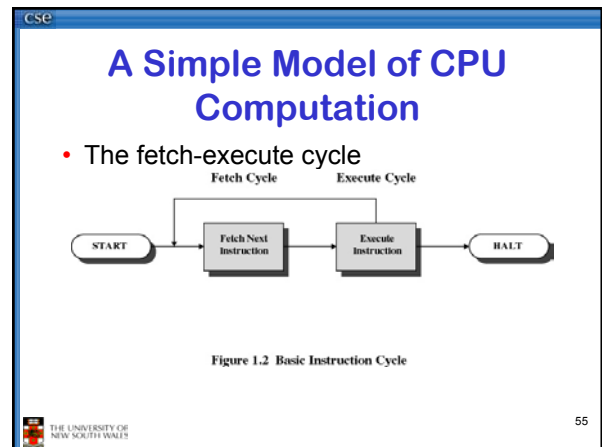 cse
A Simple Model of CPU
Computation
• The fetch-execute cycle
Fetch Cycle Execute Cycle
START
Fetch Next
Instruction
Execute
Instruction
HALT
Figure 1.2 Basic Instruction Cycle
THE UNIVERSITY OF
NEW SOUTH WALES
55